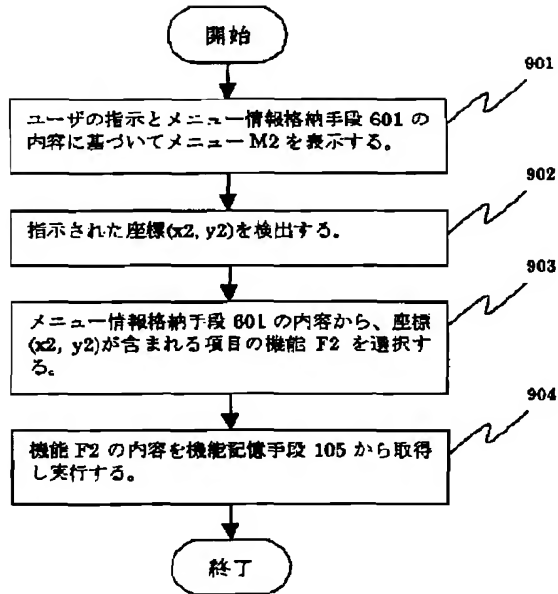 開始
901
ユーザの指示とメニュー情報格納手段 601 の
内容に基づいてメニュー M2 を表示する。
902
指示された座標(x2, y2)を検出する。
903
メニュー情報格納手段 601 の内容から、座標
(x2, y2)が含まれる項目の機能 F2 を選択す
る。
904
機能 F2 の内容を機能記憶手段 105 から取得
し実行する。
終了